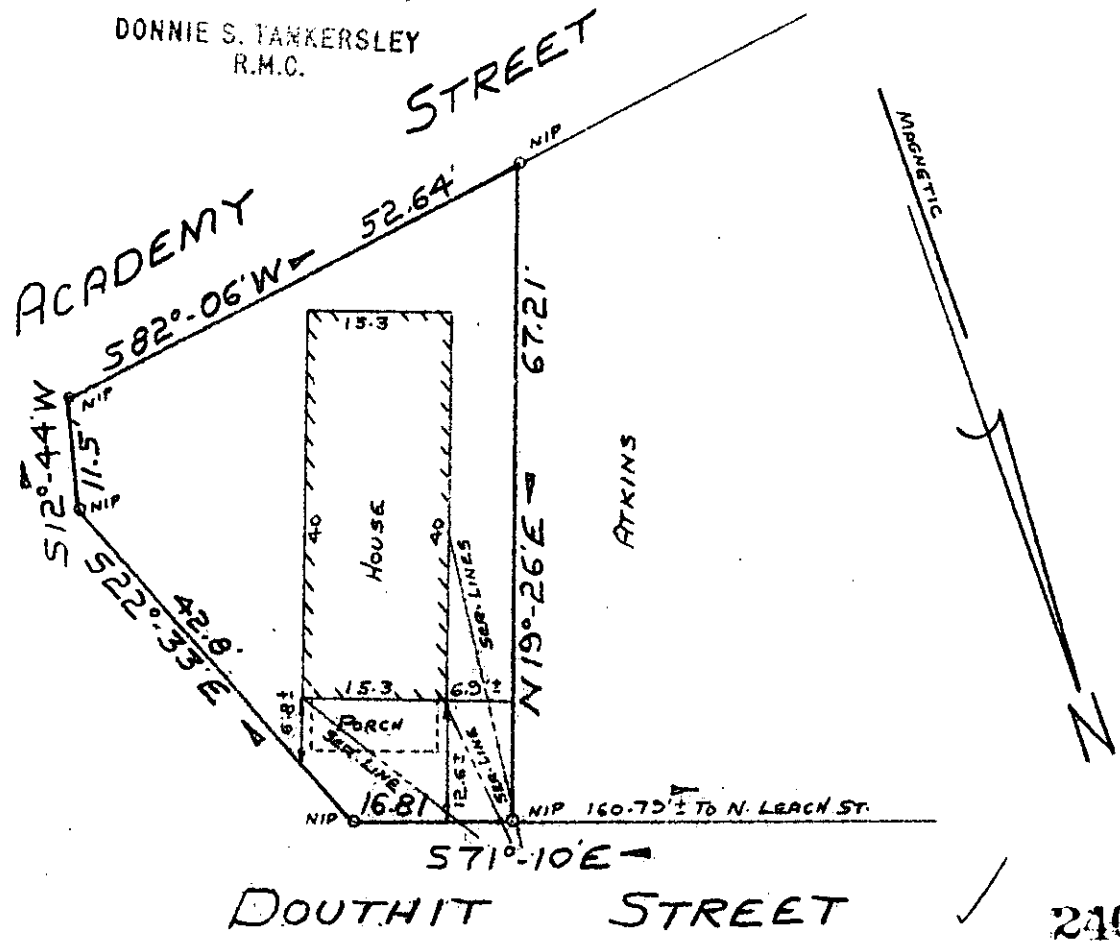 DONNIE S. TANKERSLEY
R.M.C.
ACADEMY STREET
NIP
S82°-06'W
52.64'
MAGNETIC
15.3
67.21'
NIP
S12°-44'W
11.5'
NIP
40
HOUSE
40
SER. LINES
N19°-26'E
ATKINS
S22°-33'E
42.8'
15.3
6.9'±
6.8±
PORCH
SER. LINE
12.6±
SER. LINE
N
NIP
16.81
NIP
160.79'± TO N. LEACH ST.
S71°-10'E
DOUTHIT STREET